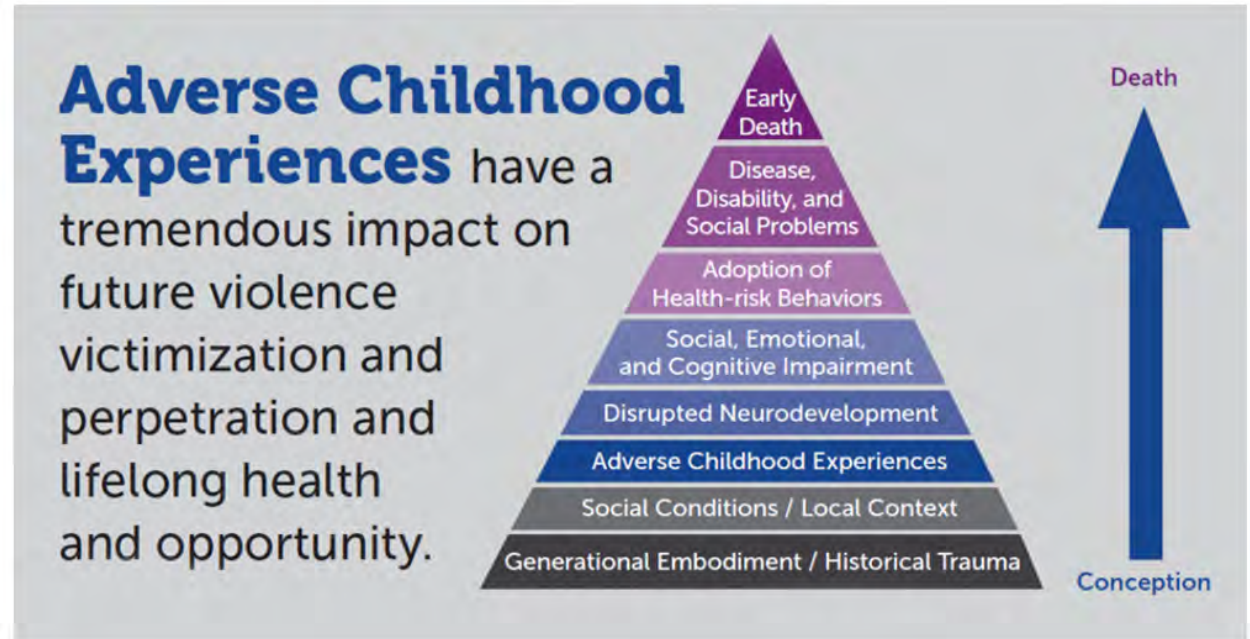 Adverse Childhood
Experiences have a
tremendous impact on
future violence
victimization and
perpetration and
lifelong health
and opportunity.
Early
Death
Disease,
Disability, and
Social Problems
Adoption of
Health-risk Behaviors
Social, Emotional,
and Cognitive Impairment
Disrupted Neurodevelopment
Adverse Childhood Experiences
Social Conditions / Local Context
Generational Embodiment / Historical Trauma
Death
Conception